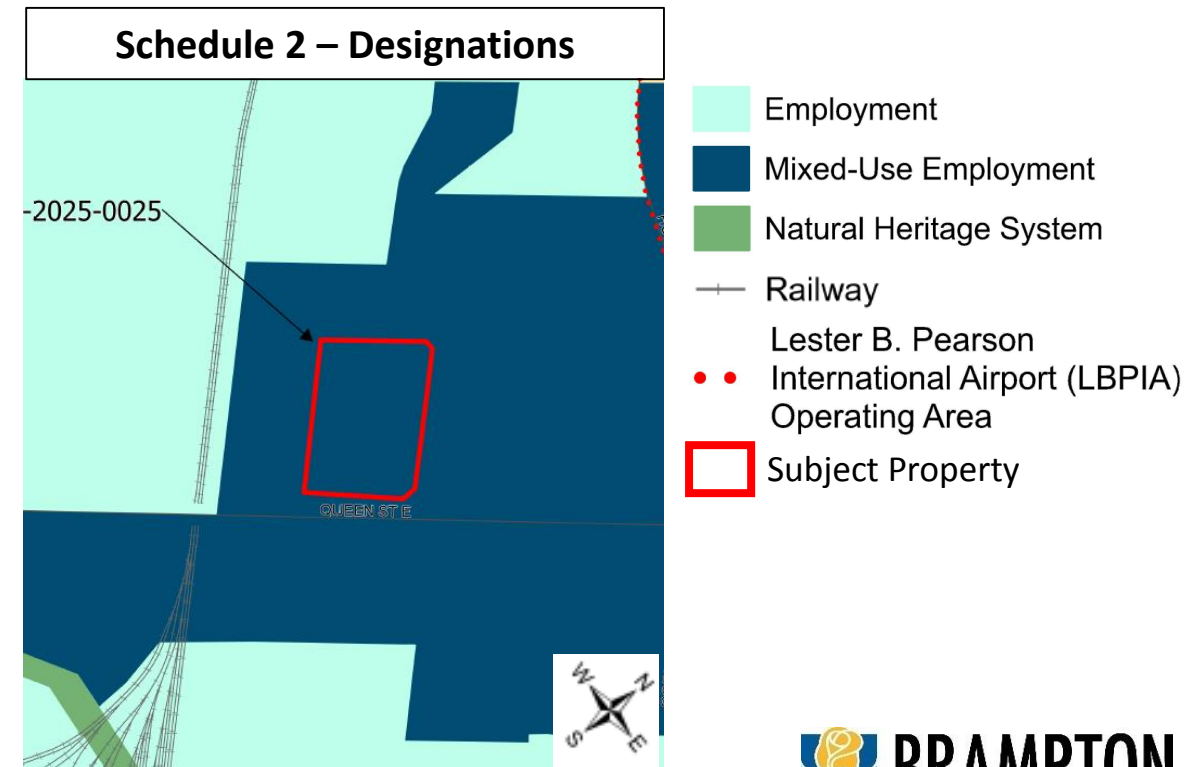 Schedule 2 – Designations
-2025-0025
QUEEN ST E
W N
S E
Employment
Mixed-Use Employment
Natural Heritage System
Railway
Lester B. Pearson
International Airport (LBPIA)
Operating Area
Subject Property
BRAMPTON